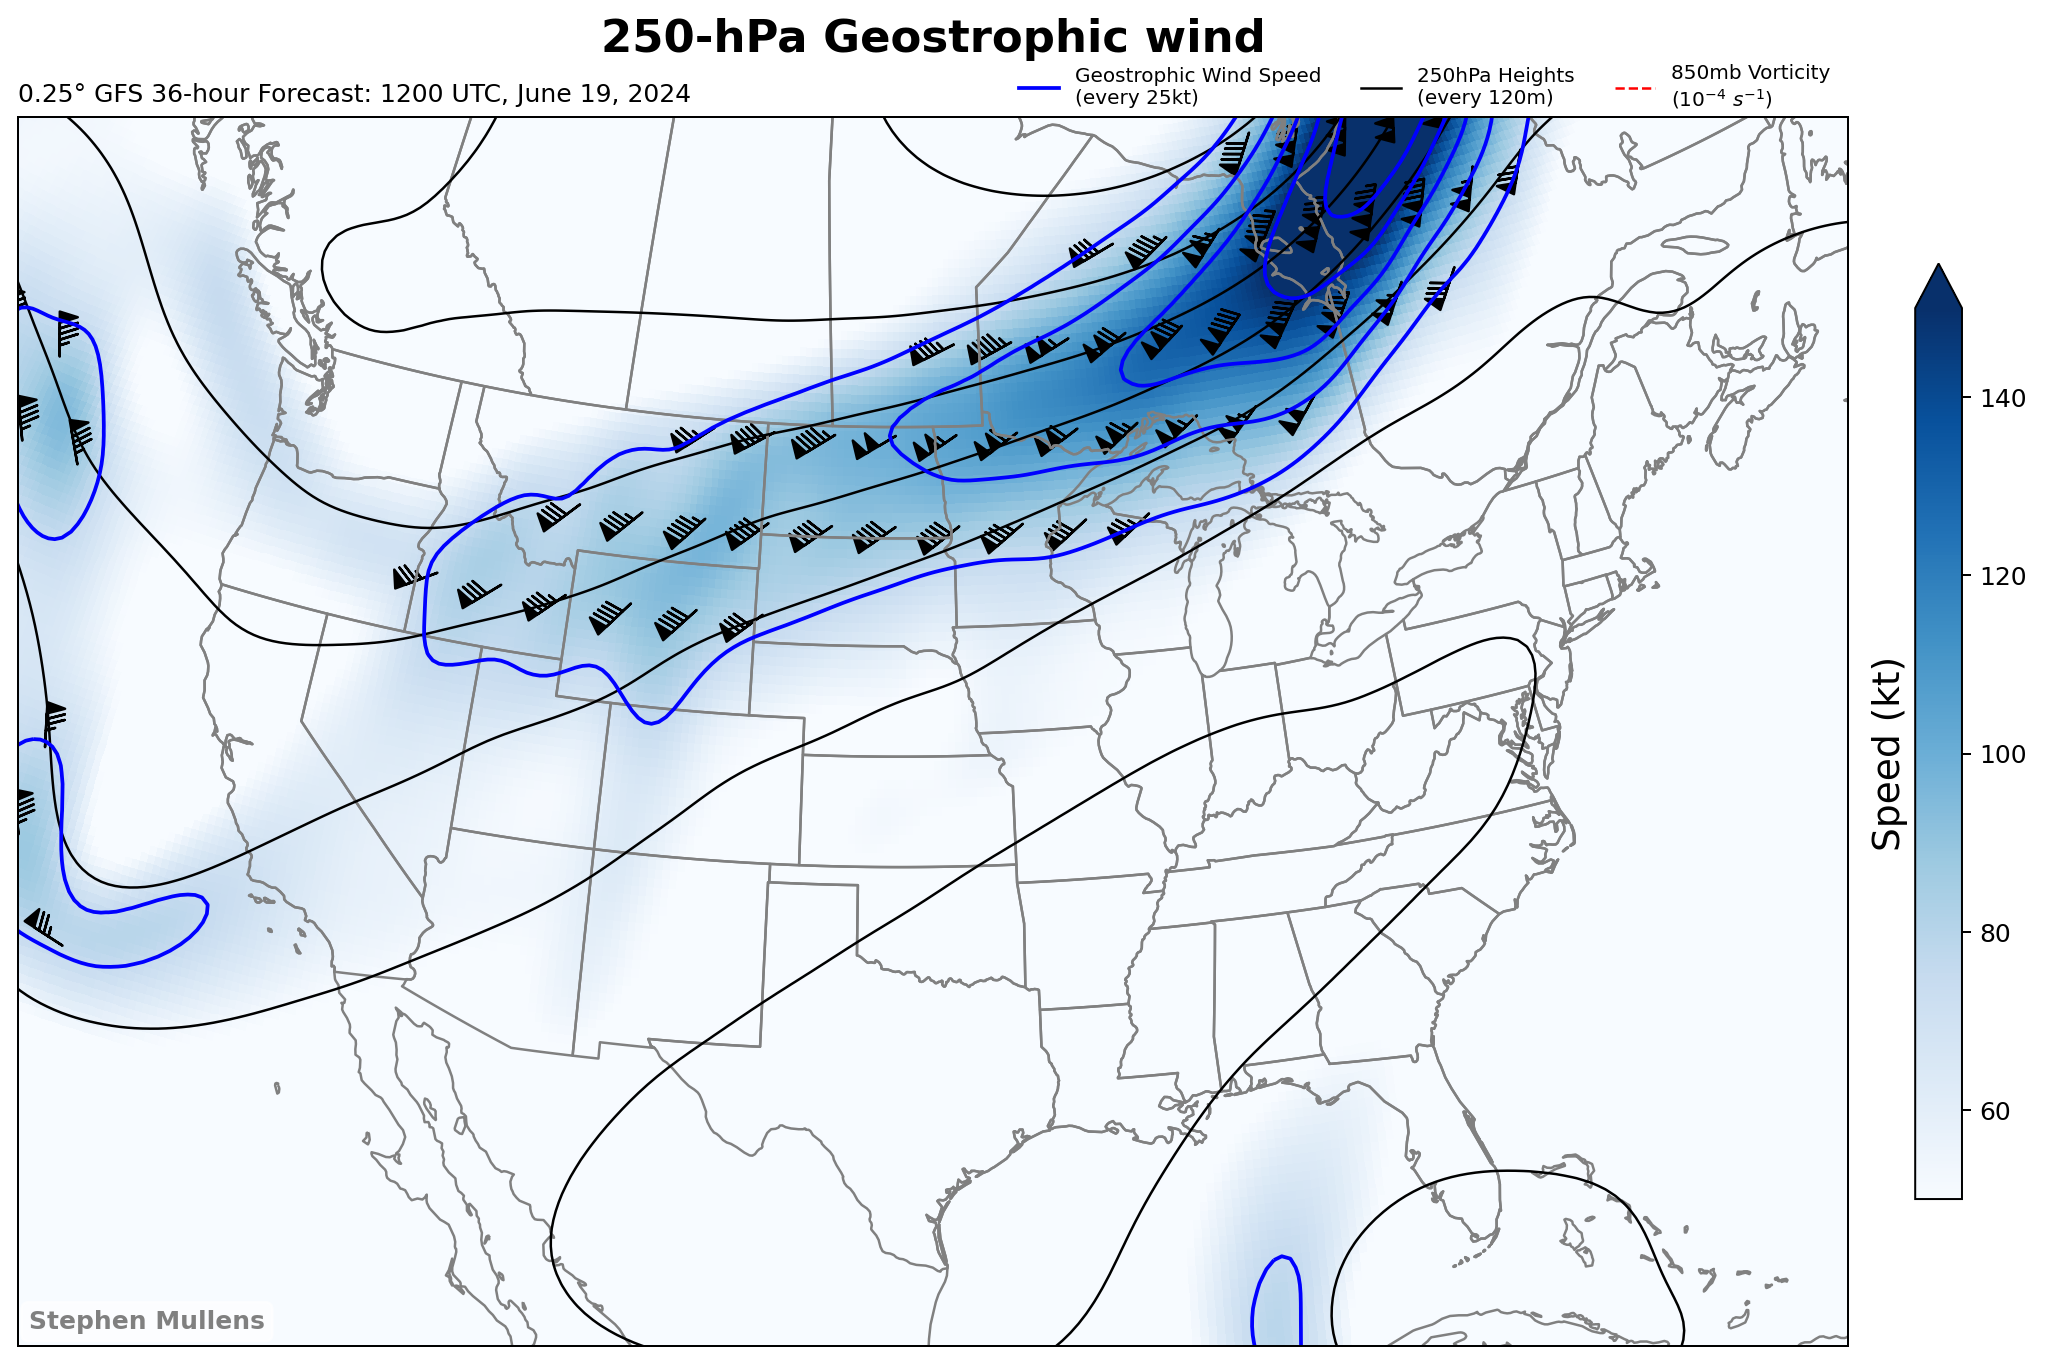 250-hPa Geostrophic wind
0.25° GFS 36-hour Forecast: 1200 UTC, June 19, 2024
Geostrophic Wind Speed
(every 25kt)
250hPa Heights
(every 120m)
850mb Vorticity
(10⁻⁴ s⁻¹)
140
120
100
80
60
Speed (kt)
Stephen Mullens